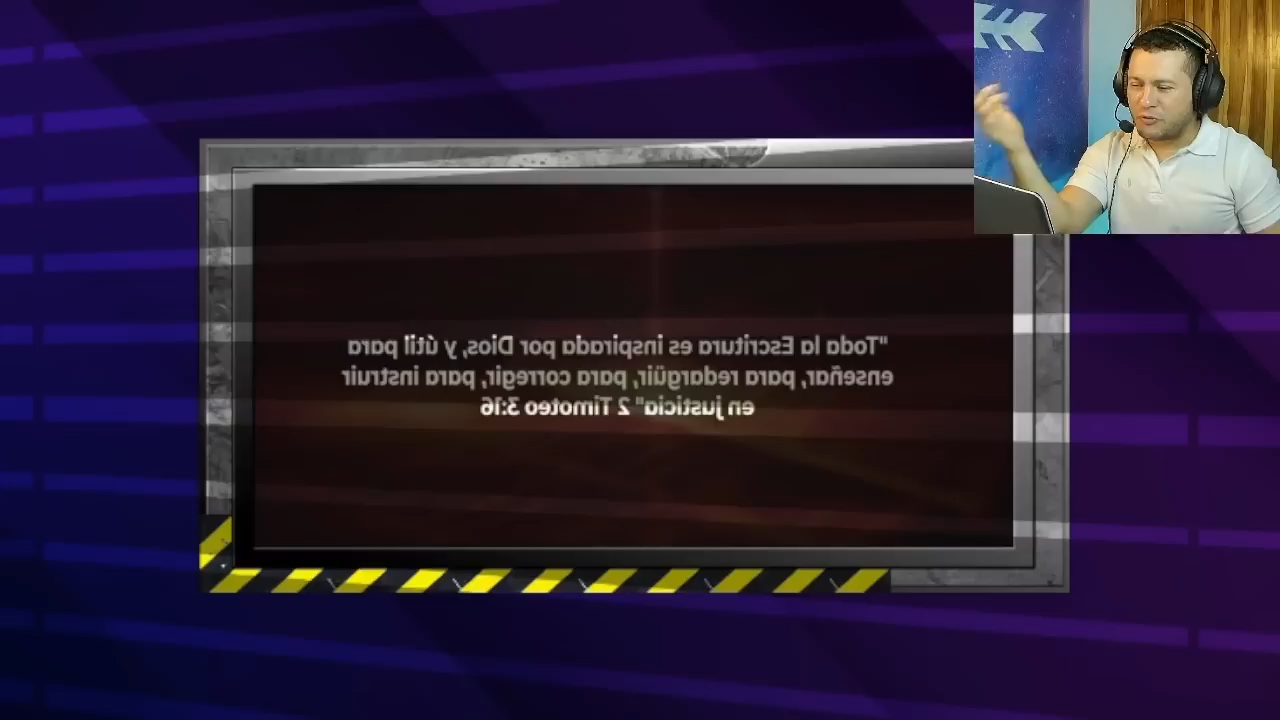 "Toda la Escritura es inspirada por Dios, y útil para
enseñar, para redargüir, para corregir, para instruir
en justicia" 2 Timoteo 3:16